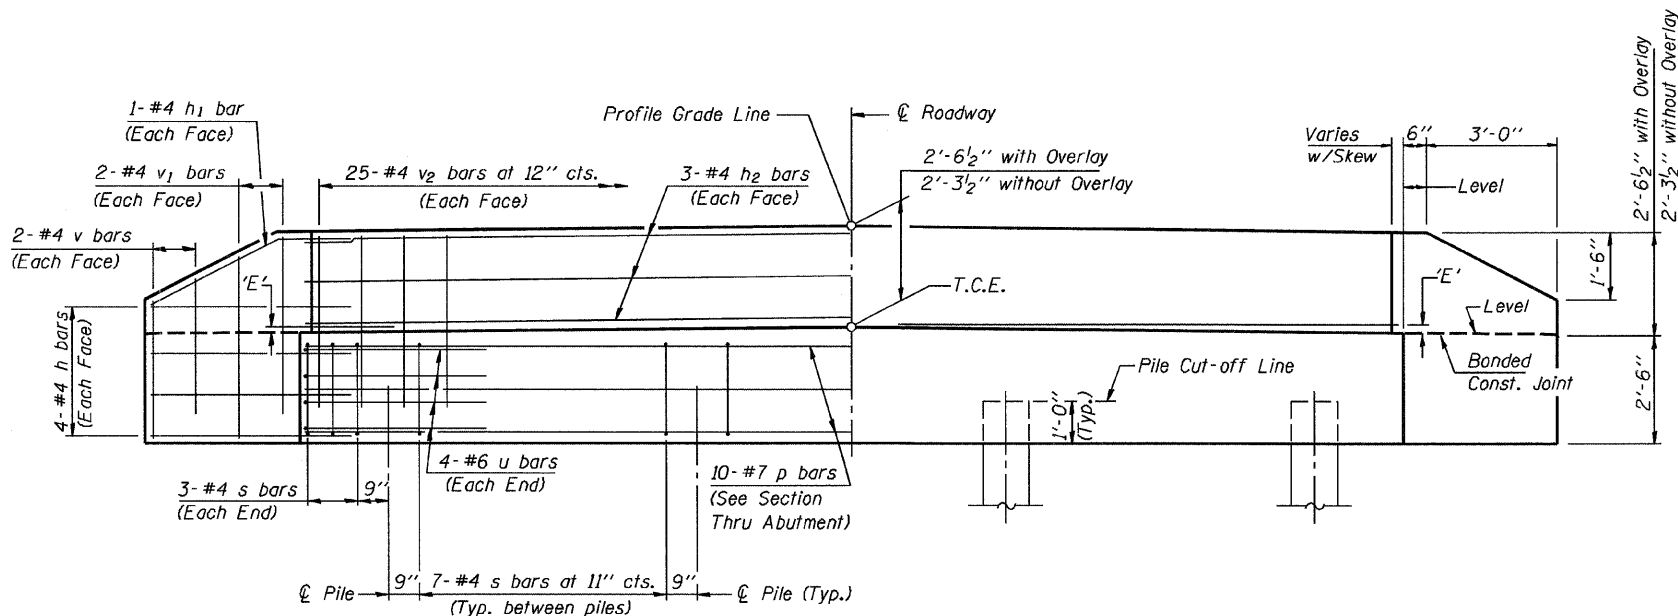 1-#4 h1 bar
(Each Face)
2-#4 v1 bars
(Each Face)
2-#4 v bars
(Each Face)
25-#4 v2 bars at 12" cts.
(Each Face)
3-#4 h2 bars
(Each Face)
Profile Grade Line
℄ Roadway
2'-6½" with Overlay
2'-3½" without Overlay
Varies
w/Skew
6"
3'-0"
Level
2'-6½" with Overlay
2'-3½" without Overlay
1'-6"
'E'
'E'
T.C.E.
Level
Bonded
Const. Joint
2'-6"
4-#4 h bars
(Each Face)
Pile Cut-off Line
1'-0"
(Typ.)
4-#6 u bars
(Each End)
3-#4 s bars
(Each End)
9"
10-#7 p bars
(See Section
Thru Abutment)
℄ Pile
9"
7-#4 s bars at 11" cts.
(Typ. between piles)
9"
℄ Pile (Typ.)